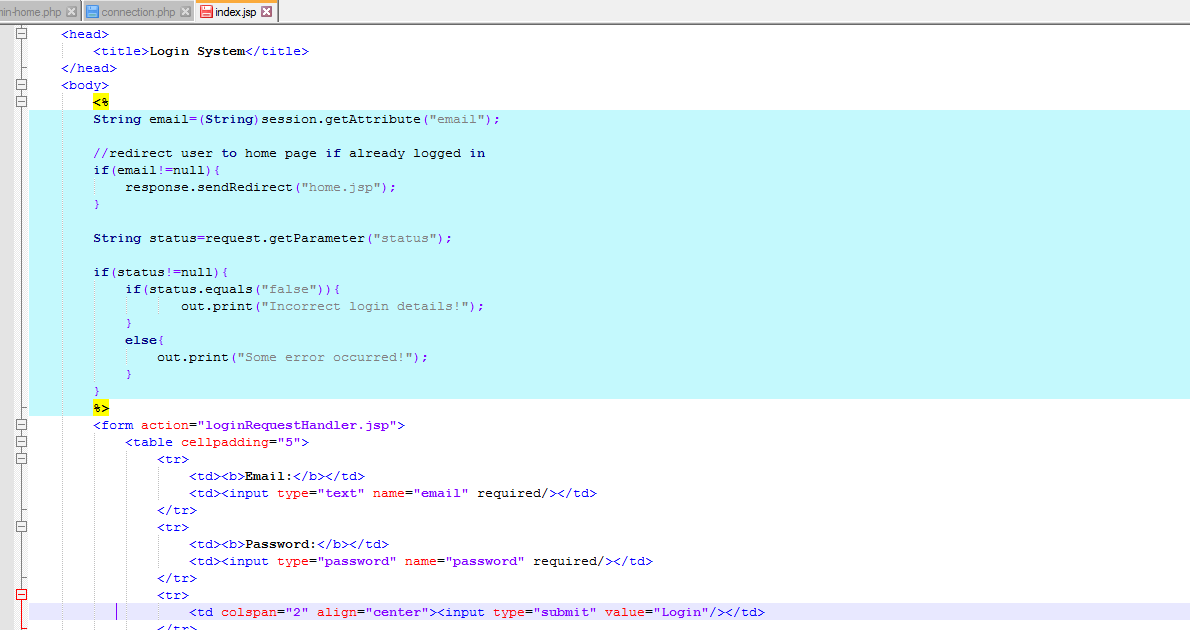 in-home.php connection.php index.jsp
<head>
<title>Login System</title>
</head>
<body>
<%
String email=(String)session.getAttribute("email");
//redirect user to home page if already logged in
if(email!=null){
response.sendRedirect("home.jsp");
}
String status=request.getParameter("status");
if(status!=null){
if(status.equals("false")){
out.print("Incorrect login details!");
}
else{
out.print("Some error occurred!");
}
}
%>
<form action="loginRequestHandler.jsp">
<table cellpadding="5">
<tr>
<td><b>Email:</b></td>
<td><input type="text" name="email" required/></td>
</tr>
<tr>
<td><b>Password:</b></td>
<td><input type="password" name="password" required/></td>
</tr>
<tr>
<td colspan="2" align="center"><input type="submit" value="Login"/></td>
</tr>